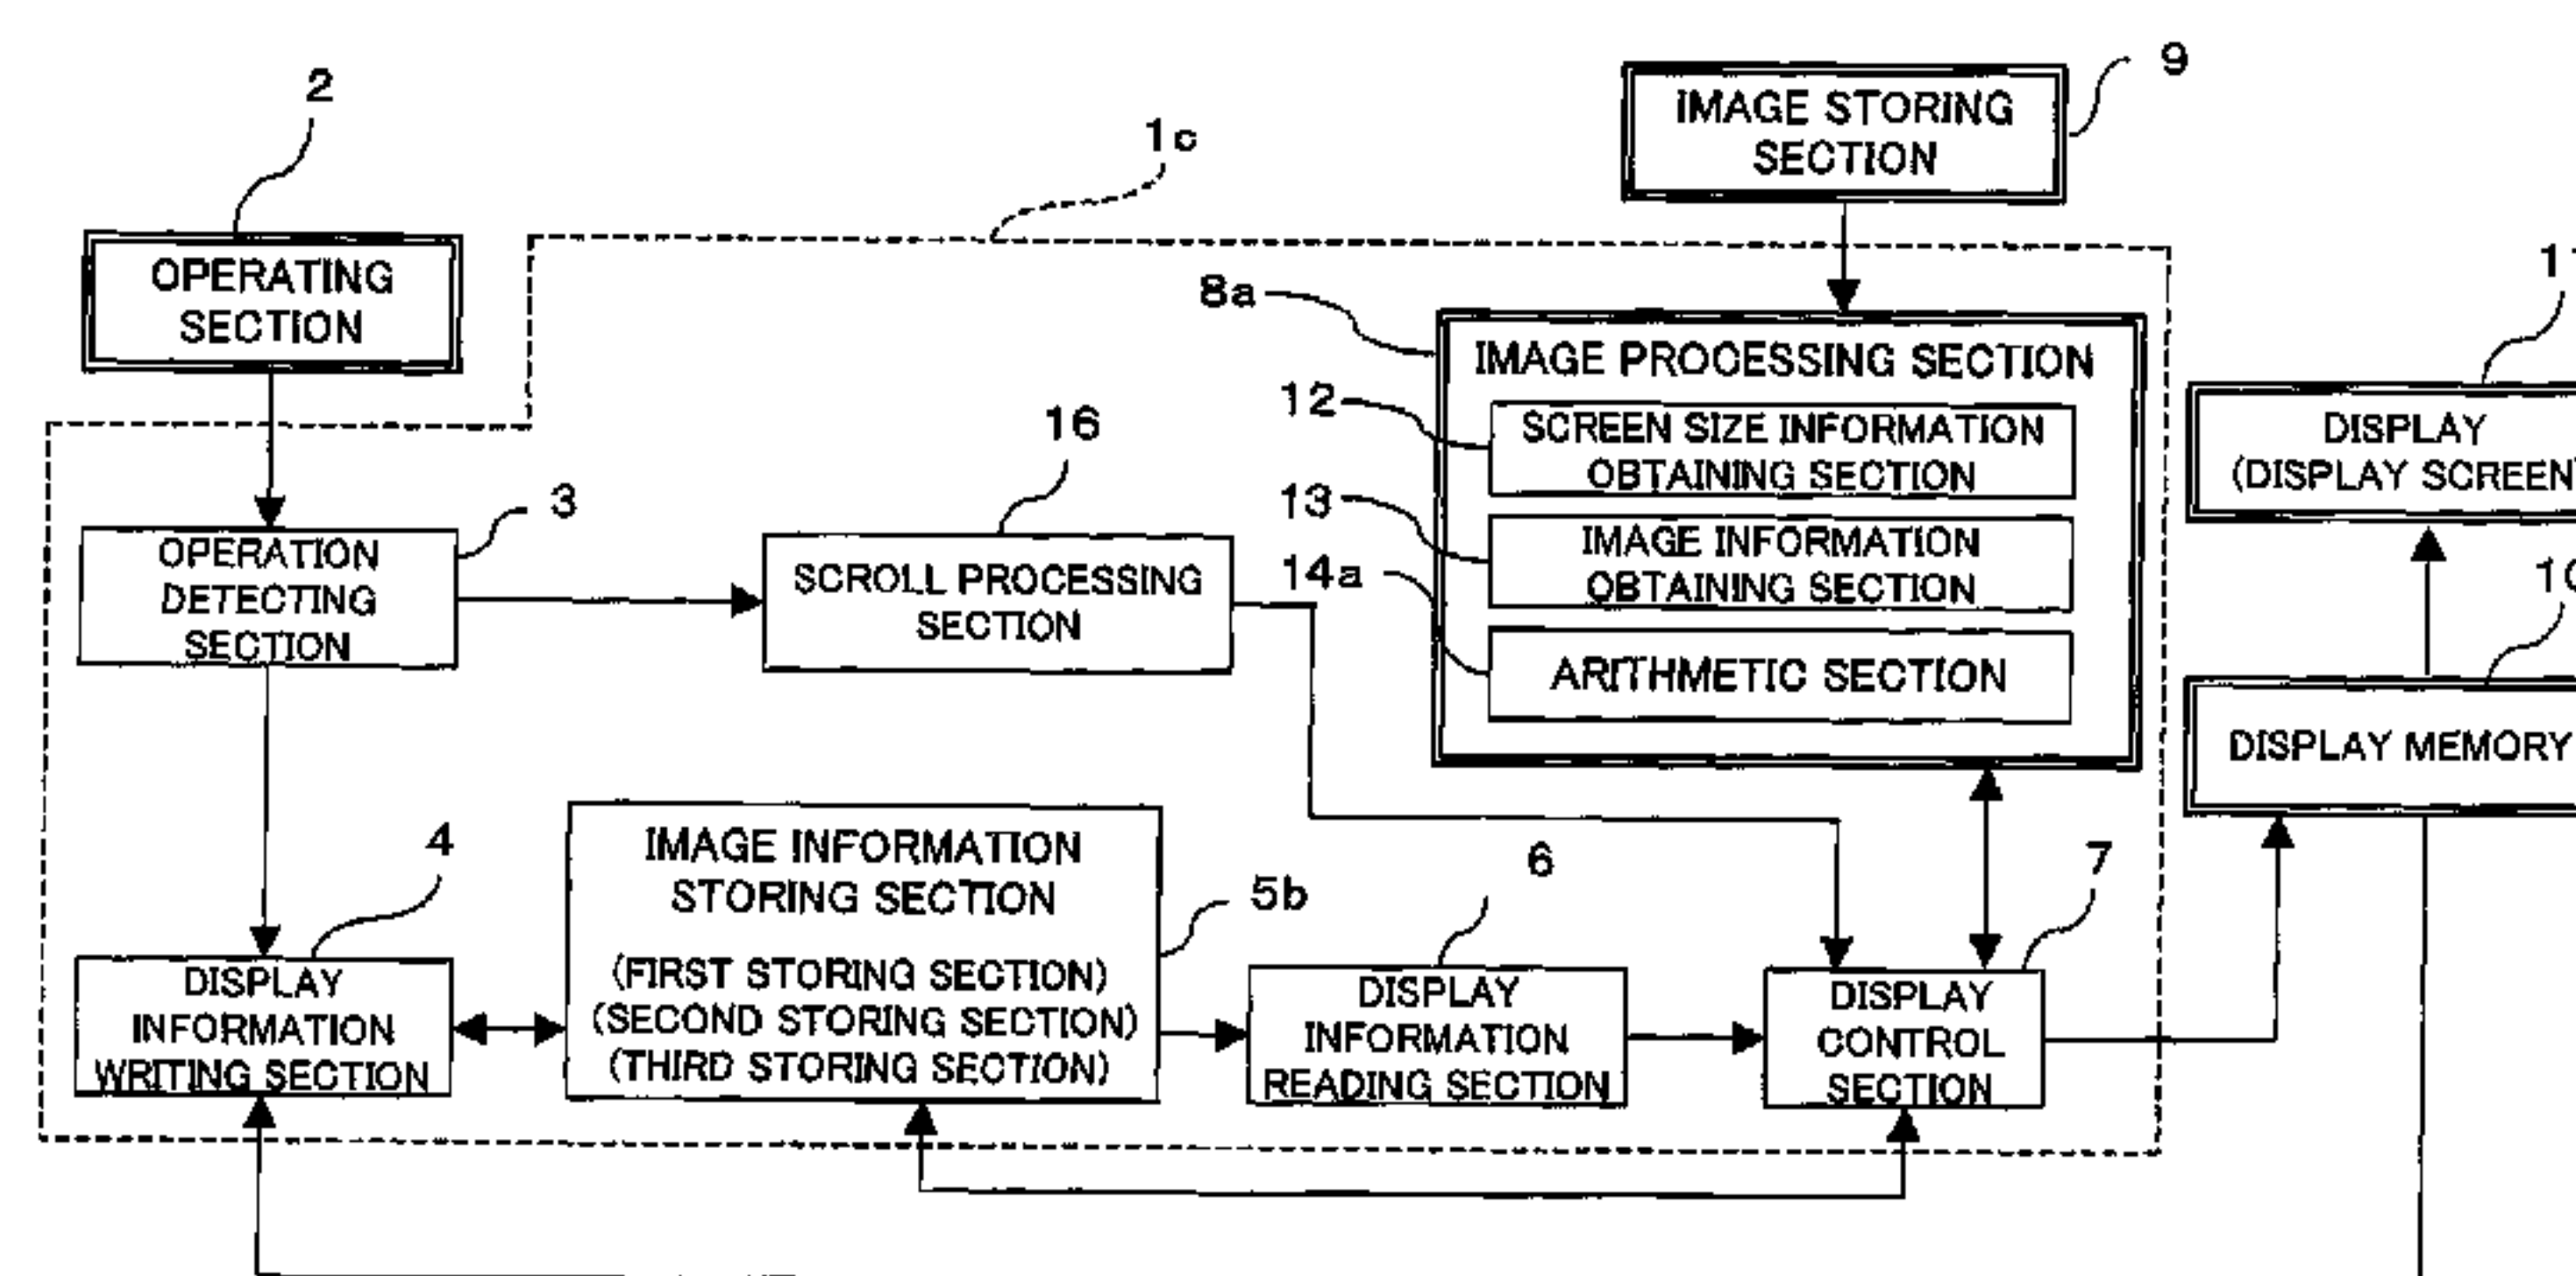 2
OPERATING
SECTION
1c
IMAGE STORING
SECTION
9
8a
IMAGE PROCESSING SECTION
12
SCREEN SIZE INFORMATION
OBTAINING SECTION
13
IMAGE INFORMATION
OBTAINING SECTION
14a
ARITHMETIC SECTION
DISPLAY
(DISPLAY SCREEN)
DISPLAY MEMORY
OPERATION
DETECTING
SECTION
3
16
SCROLL PROCESSING
SECTION
4
DISPLAY
INFORMATION
WRITING SECTION
IMAGE INFORMATION
STORING SECTION
(FIRST STORING SECTION)
(SECOND STORING SECTION)
(THIRD STORING SECTION)
5b
6
DISPLAY
INFORMATION
READING SECTION
7
DISPLAY
CONTROL
SECTION